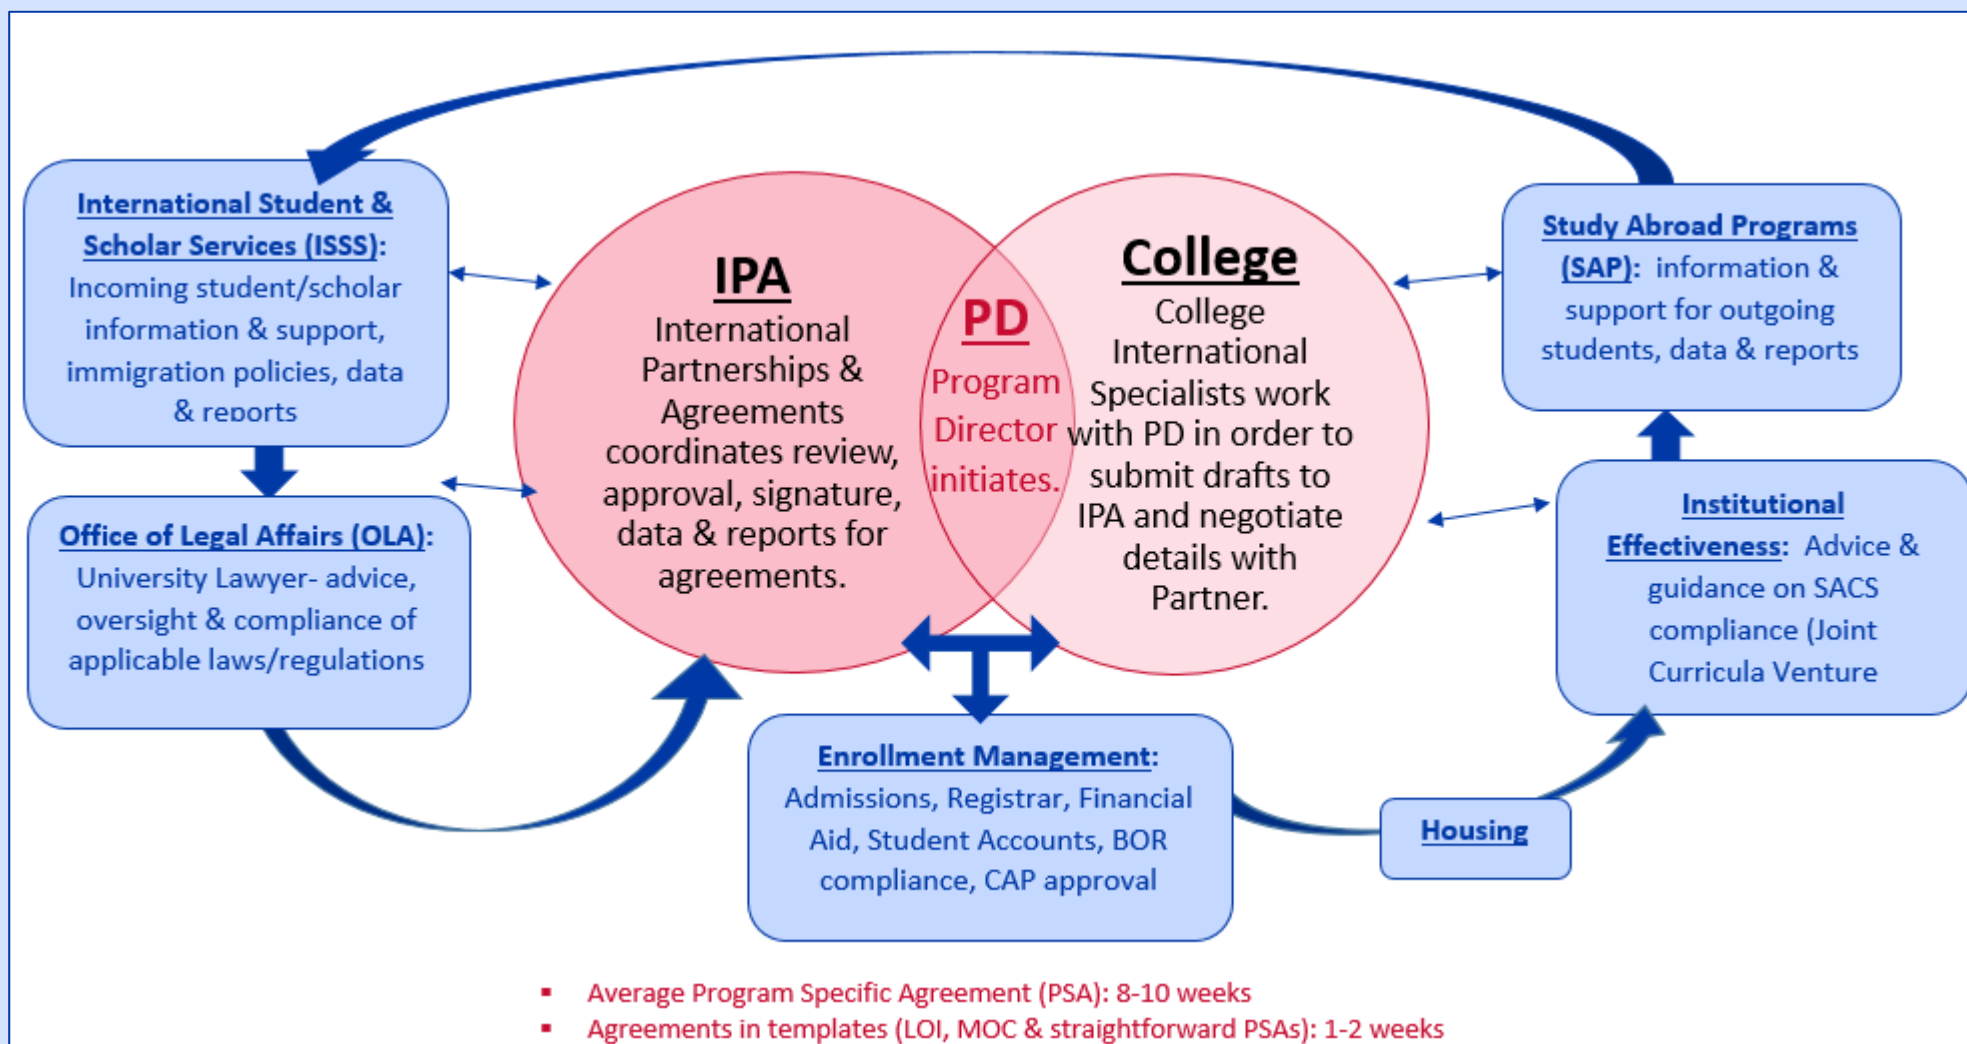 International Student &
Scholar Services (ISSS):
Incoming student/scholar
information & support,
immigration policies, data
& reports
Office of Legal Affairs (OLA):
University Lawyer- advice,
oversight & compliance of
applicable laws/regulations
IPA
International
Partnerships &
Agreements
coordinates review,
approval, signature,
data & reports for
agreements.
PD
Program
Director
initiates.
College
College
International
Specialists work
with PD in order to
submit drafts to
IPA and negotiate
details with
Partner.
Study Abroad Programs
(SAP): information &
support for outgoing
students, data & reports
Institutional
Effectiveness: Advice &
guidance on SACS
compliance (Joint
Curricula Venture
Enrollment Management:
Admissions, Registrar, Financial
Aid, Student Accounts, BOR
compliance, CAP approval
Housing
▪ Average Program Specific Agreement (PSA): 8-10 weeks
▪ Agreements in templates (LOI, MOC & straightforward PSAs): 1-2 weeks